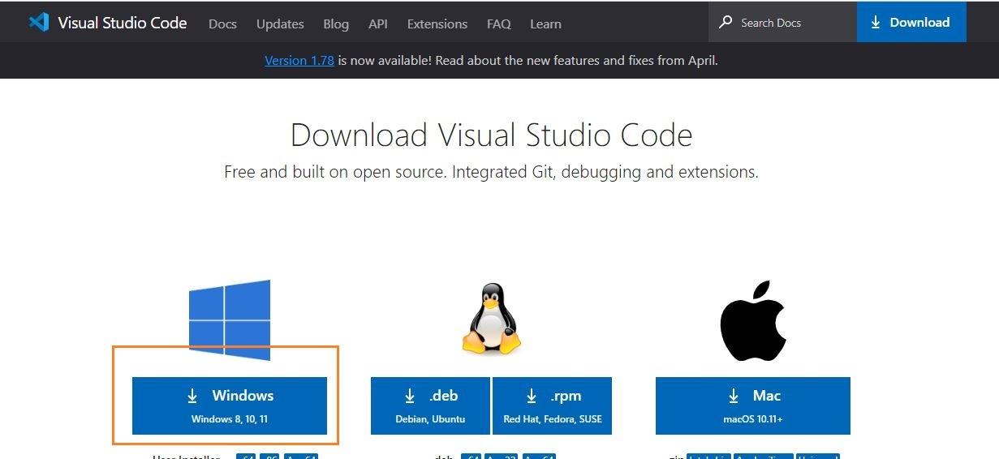 Visual Studio Code Docs Updates Blog API Extensions FAQ Learn Search Docs Download
Version 1.78 is now available! Read about the new features and fixes from April.
Download Visual Studio Code
Free and built on open source. Integrated Git, debugging and extensions.
Windows .deb .rpm Mac
Windows 8, 10, 11 Debian, Ubuntu Red Hat, Fedora, SUSE macOS 10.11+
User Installer